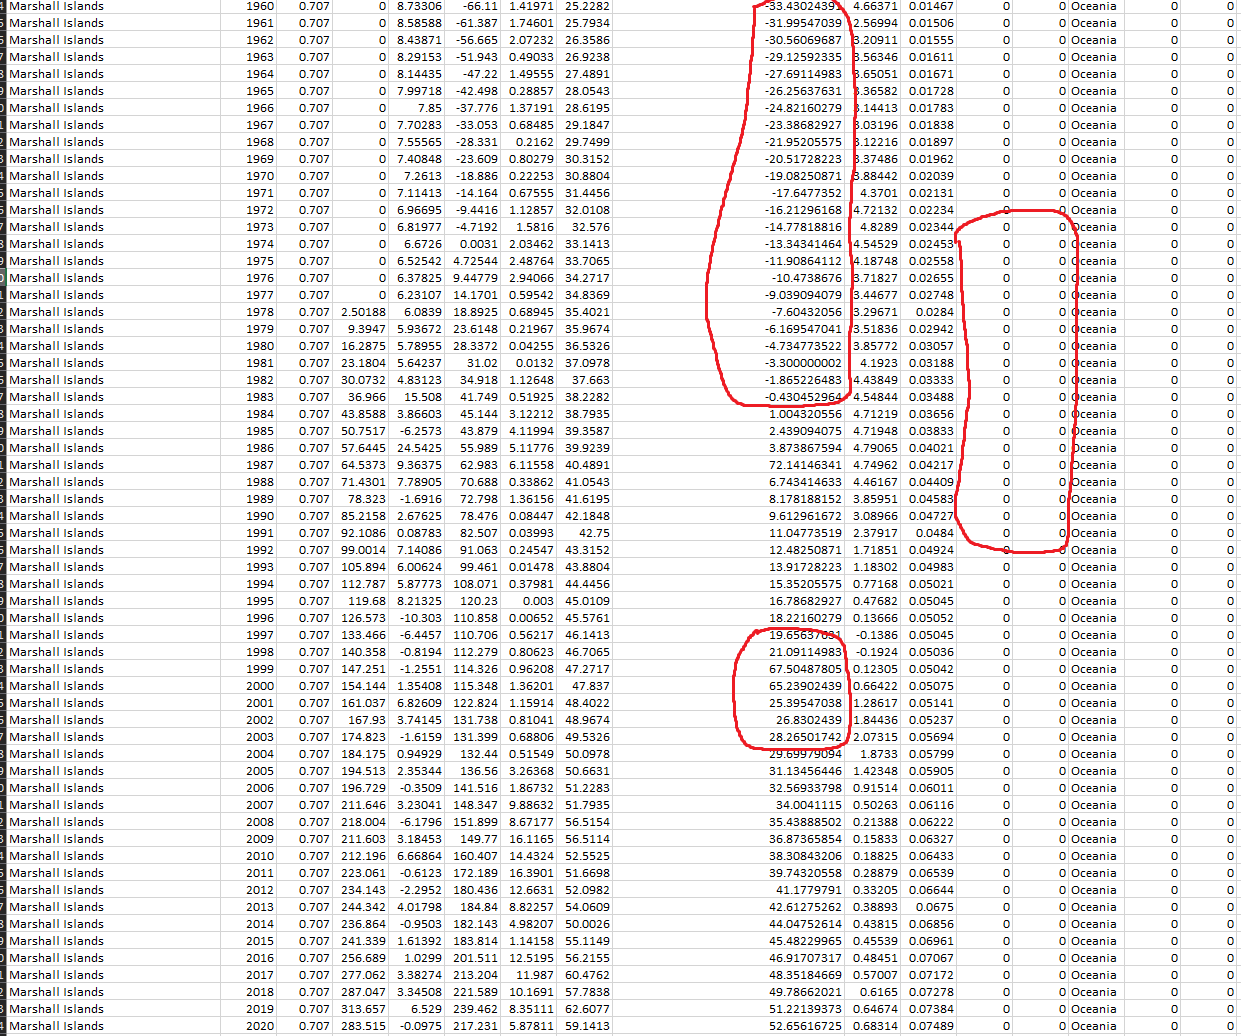 Marshall Islands 1960 0.707 0 8.73306 -66.11 1.41971 25.2282 -33.43024391 4.66371 0.01467 0 0 Oceania 0 0
Marshall Islands 1961 0.707 0 8.58588 -61.387 1.74601 25.7934 -31.99547039 2.56994 0.01506 0 0 Oceania 0 0
Marshall Islands 1962 0.707 0 8.43871 -56.665 2.07232 26.3586 -30.56069687 3.20911 0.01555 0 0 Oceania 0 0
Marshall Islands 1963 0.707 0 8.29153 -51.943 0.49033 26.9238 -29.12592335 3.56346 0.01611 0 0 Oceania 0 0
Marshall Islands 1964 0.707 0 8.14435 -47.22 1.49555 27.4891 -27.69114983 3.65051 0.01671 0 0 Oceania 0 0
Marshall Islands 1965 0.707 0 7.99718 -42.498 0.28857 28.0543 -26.25637631 3.36582 0.01728 0 0 Oceania 0 0
Marshall Islands 1966 0.707 0 7.85 -37.776 1.37191 28.6195 -24.82160279 3.14413 0.01783 0 0 Oceania 0 0
Marshall Islands 1967 0.707 0 7.70283 -33.053 0.68485 29.1847 -23.38682927 3.03196 0.01838 0 0 Oceania 0 0
Marshall Islands 1968 0.707 0 7.55565 -28.331 0.2162 29.7499 -21.95205575 3.12216 0.01897 0 0 Oceania 0 0
Marshall Islands 1969 0.707 0 7.40848 -23.609 0.80279 30.3152 -20.51728223 3.37486 0.01962 0 0 Oceania 0 0
Marshall Islands 1970 0.707 0 7.2613 -18.886 0.22253 30.8804 -19.08250871 3.88442 0.02039 0 0 Oceania 0 0
Marshall Islands 1971 0.707 0 7.11413 -14.164 0.67555 31.4456 -17.6477352 4.3701 0.02131 0 0 Oceania 0 0
Marshall Islands 1972 0.707 0 6.96695 -9.4416 1.12857 32.0108 -16.21296168 4.72132 0.02234 0 0 Oceania 0 0
Marshall Islands 1973 0.707 0 6.81977 -4.7192 1.5816 32.576 -14.77818816 4.8289 0.02344 0 0 Oceania 0 0
Marshall Islands 1974 0.707 0 6.6726 0.0031 2.03462 33.1413 -13.34341464 4.54529 0.02453 0 0 Oceania 0 0
Marshall Islands 1975 0.707 0 6.52542 4.72544 2.48764 33.7065 -11.90864112 4.18748 0.02558 0 0 Oceania 0 0
Marshall Islands 1976 0.707 0 6.37825 9.44779 2.94066 34.2717 -10.4738676 3.71827 0.02655 0 0 Oceania 0 0
Marshall Islands 1977 0.707 0 6.23107 14.1701 0.59542 34.8369 -9.039094079 3.44677 0.02748 0 0 Oceania 0 0
Marshall Islands 1978 0.707 2.50188 6.0839 18.8925 0.68945 35.4021 -7.60432056 3.29671 0.0284 0 0 Oceania 0 0
Marshall Islands 1979 0.707 9.3947 5.93672 23.6148 0.21967 35.9674 -6.169547041 3.51836 0.02942 0 0 Oceania 0 0
Marshall Islands 1980 0.707 16.2875 5.78955 28.3372 0.04255 36.5326 -4.734773522 3.85772 0.03057 0 0 Oceania 0 0
Marshall Islands 1981 0.707 23.1804 5.64237 31.02 0.0132 37.0978 -3.300000002 4.1923 0.03188 0 0 Oceania 0 0
Marshall Islands 1982 0.707 30.0732 4.83123 34.918 1.12648 37.663 -1.865226483 4.43849 0.03333 0 0 Oceania 0 0
Marshall Islands 1983 0.707 36.966 15.508 41.749 0.51925 38.2282 -0.430452964 4.54844 0.03488 0 0 Oceania 0 0
Marshall Islands 1984 0.707 43.8588 3.86603 45.144 3.12212 38.7935 1.004320556 4.71219 0.03656 0 0 Oceania 0 0
Marshall Islands 1985 0.707 50.7517 -6.2573 43.879 4.11994 39.3587 2.439094075 4.71948 0.03833 0 0 Oceania 0 0
Marshall Islands 1986 0.707 57.6445 24.5425 55.989 5.11776 39.9239 3.873867594 4.79065 0.04021 0 0 Oceania 0 0
Marshall Islands 1987 0.707 64.5373 9.36375 62.983 6.11558 40.4891 72.14146341 4.74962 0.04217 0 0 Oceania 0 0
Marshall Islands 1988 0.707 71.4301 7.78905 70.688 0.33862 41.0543 6.743414633 4.46167 0.04409 0 0 Oceania 0 0
Marshall Islands 1989 0.707 78.323 -1.6916 72.798 1.36156 41.6195 8.178188152 3.85951 0.04583 0 0 Oceania 0 0
Marshall Islands 1990 0.707 85.2158 2.67625 78.476 0.08447 42.1848 9.612961672 3.08966 0.04727 0 0 Oceania 0 0
Marshall Islands 1991 0.707 92.1086 0.08783 82.507 0.03993 42.75 11.04773519 2.37917 0.0484 0 0 Oceania 0 0
Marshall Islands 1992 0.707 99.0014 7.14086 91.063 0.24547 43.3152 12.48250871 1.71851 0.04924 0 0 Oceania 0 0
Marshall Islands 1993 0.707 105.894 6.00624 99.461 0.01478 43.8804 13.91728223 1.18302 0.04983 0 0 Oceania 0 0
Marshall Islands 1994 0.707 112.787 5.87773 108.071 0.37981 44.4456 15.35205575 0.77168 0.05021 0 0 Oceania 0 0
Marshall Islands 1995 0.707 119.68 8.21325 120.23 0.003 45.0109 16.78682927 0.47682 0.05045 0 0 Oceania 0 0
Marshall Islands 1996 0.707 126.573 -10.303 110.858 0.00652 45.5761 18.22160279 0.13666 0.05052 0 0 Oceania 0 0
Marshall Islands 1997 0.707 133.466 -6.4457 110.706 0.56217 46.1413 19.65637631 -0.1386 0.05045 0 0 Oceania 0 0
Marshall Islands 1998 0.707 140.358 -0.8194 112.279 0.80623 46.7065 21.09114983 -0.1924 0.05036 0 0 Oceania 0 0
Marshall Islands 1999 0.707 147.251 -1.2551 114.326 0.96208 47.2717 67.50487805 0.12305 0.05042 0 0 Oceania 0 0
Marshall Islands 2000 0.707 154.144 1.35408 115.348 1.36201 47.837 65.23902439 0.66422 0.05075 0 0 Oceania 0 0
Marshall Islands 2001 0.707 161.037 6.82609 122.824 1.15914 48.4022 25.39547038 1.28617 0.05141 0 0 Oceania 0 0
Marshall Islands 2002 0.707 167.93 3.74145 131.738 0.81041 48.9674 26.8302439 1.84436 0.05237 0 0 Oceania 0 0
Marshall Islands 2003 0.707 174.823 -1.6159 131.399 0.68806 49.5326 28.26501742 2.07315 0.05694 0 0 Oceania 0 0
Marshall Islands 2004 0.707 184.175 0.94929 132.44 0.51549 50.0978 29.69979094 1.8733 0.05799 0 0 Oceania 0 0
Marshall Islands 2005 0.707 194.513 2.35344 136.56 3.26368 50.6631 31.13456446 1.42348 0.05905 0 0 Oceania 0 0
Marshall Islands 2006 0.707 196.729 -0.3509 141.516 1.86732 51.2283 32.56933798 0.91514 0.06011 0 0 Oceania 0 0
Marshall Islands 2007 0.707 211.646 3.23041 148.347 9.88632 51.7935 34.0041115 0.50263 0.06116 0 0 Oceania 0 0
Marshall Islands 2008 0.707 218.004 -6.1796 151.899 8.67177 56.5154 35.43888502 0.21388 0.06222 0 0 Oceania 0 0
Marshall Islands 2009 0.707 211.603 3.18453 149.77 16.1165 56.5114 36.87365854 0.15833 0.06327 0 0 Oceania 0 0
Marshall Islands 2010 0.707 212.196 6.66864 160.407 14.4324 52.5525 38.30843206 0.18825 0.06433 0 0 Oceania 0 0
Marshall Islands 2011 0.707 223.061 -0.6123 172.189 16.3901 51.6698 39.74320558 0.28879 0.06539 0 0 Oceania 0 0
Marshall Islands 2012 0.707 234.143 -2.2952 180.436 12.6631 52.0982 41.1779791 0.33205 0.06644 0 0 Oceania 0 0
Marshall Islands 2013 0.707 244.342 4.01798 184.84 8.82257 54.0609 42.61275262 0.38893 0.0675 0 0 Oceania 0 0
Marshall Islands 2014 0.707 236.864 -0.9503 182.143 4.98207 50.0026 44.04752614 0.43815 0.06856 0 0 Oceania 0 0
Marshall Islands 2015 0.707 241.339 1.61392 183.814 1.14158 55.1149 45.48229965 0.45539 0.06961 0 0 Oceania 0 0
Marshall Islands 2016 0.707 256.689 1.0299 201.511 12.5195 56.2155 46.91707317 0.48451 0.07067 0 0 Oceania 0 0
Marshall Islands 2017 0.707 277.062 3.38274 213.204 11.987 60.4762 48.35184669 0.57007 0.07172 0 0 Oceania 0 0
Marshall Islands 2018 0.707 287.047 3.34508 221.589 10.1691 57.7838 49.78662021 0.6165 0.07278 0 0 Oceania 0 0
Marshall Islands 2019 0.707 313.657 6.529 239.462 8.35111 62.6077 51.22139373 0.64674 0.07384 0 0 Oceania 0 0
Marshall Islands 2020 0.707 283.515 -0.0975 217.231 5.87811 59.1413 52.65616725 0.68314 0.07489 0 0 Oceania 0 0